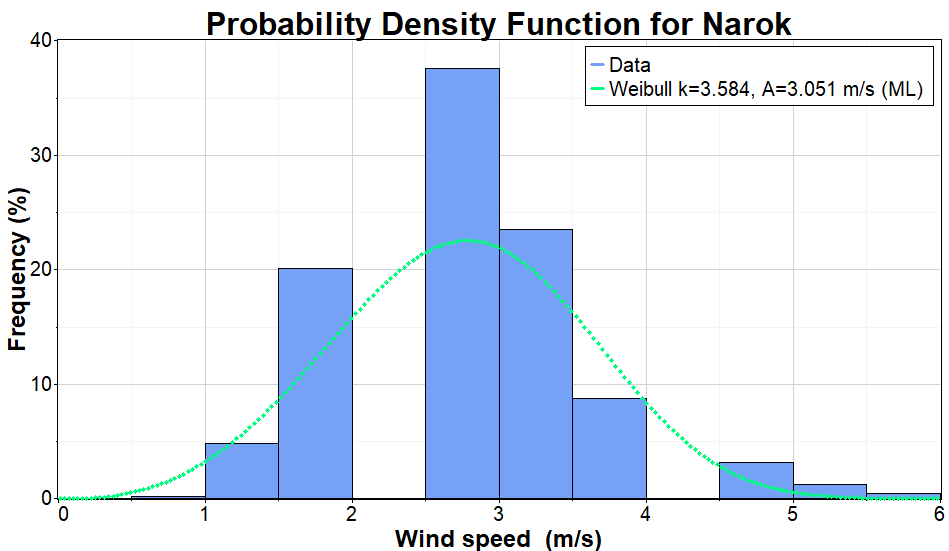 Probability Density Function for Narok
Data
Weibull k=3.584, A=3.051 m/s (ML)
Frequency (%)
40
30
20
10
0
0 1 2 3 4 5 6
Wind speed (m/s)